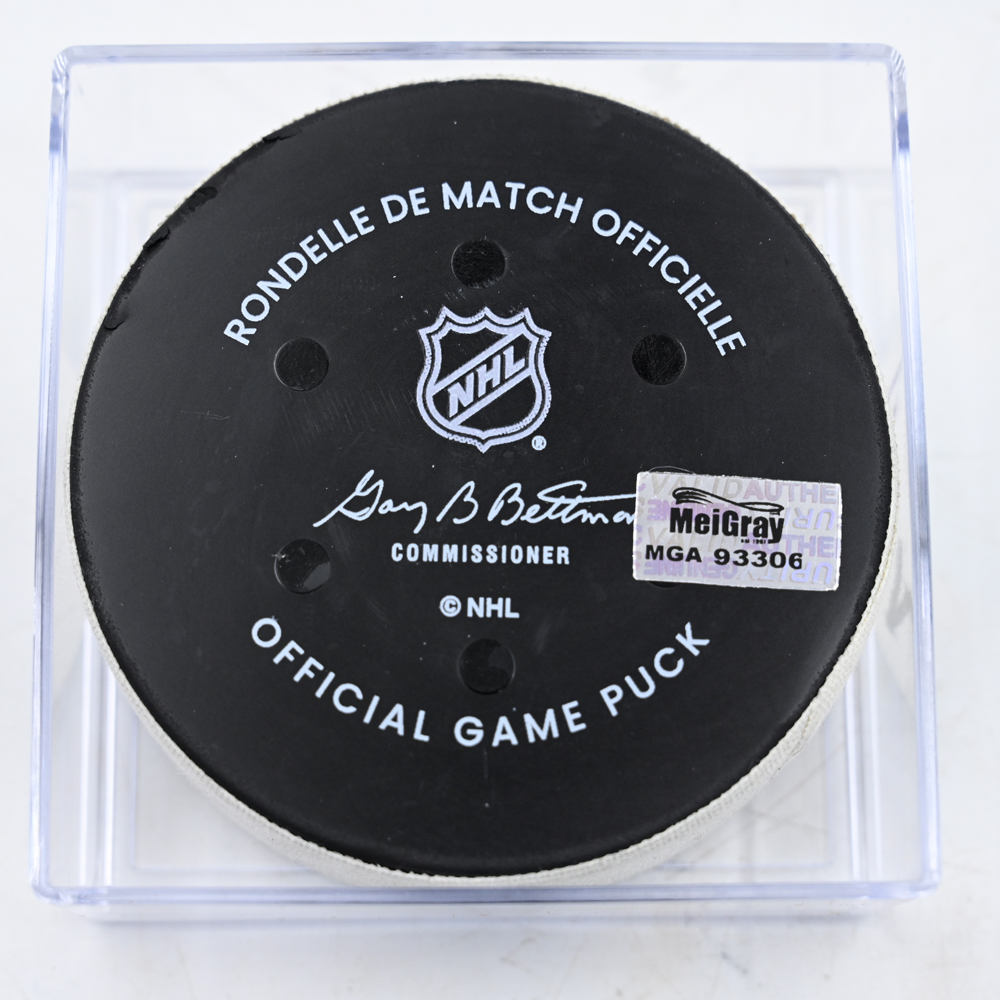 RONDELLE DE MATCH OFFICIELLE
NHL
®
Gary B Bettman
COMMISSIONER
© NHL
OFFICIAL GAME PUCK
MeiGray
MGA 93306